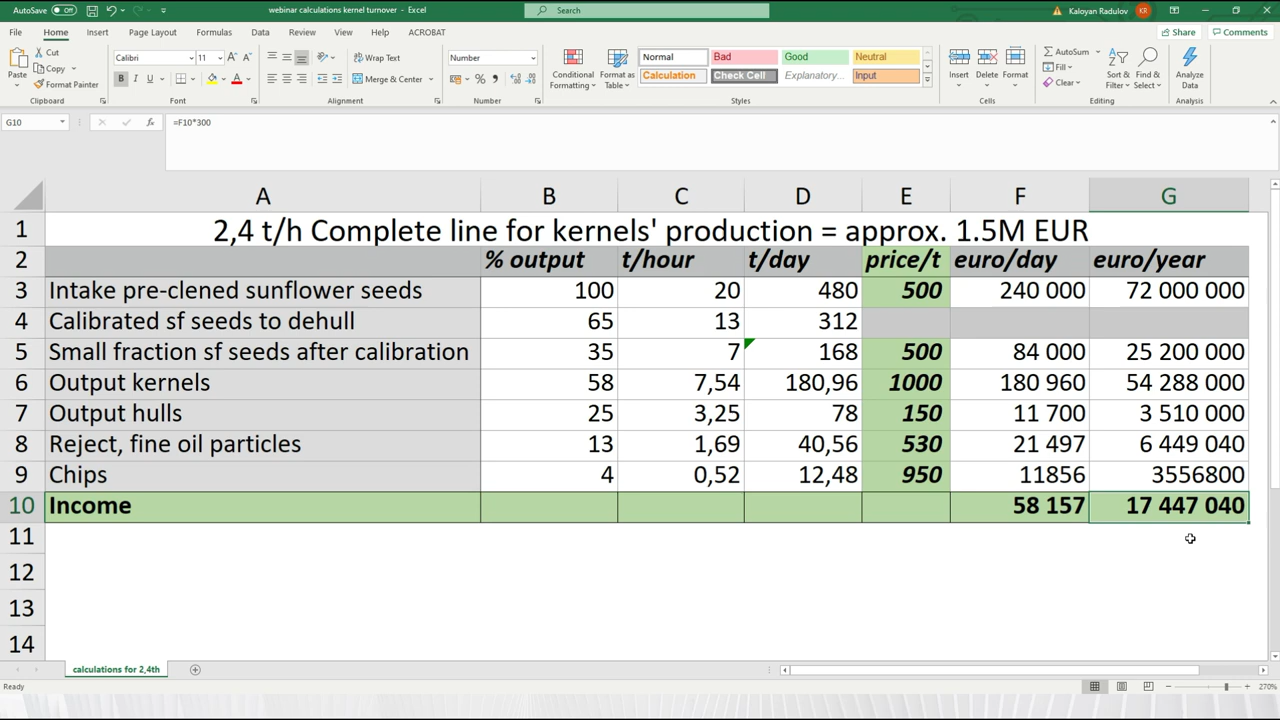 AutoSave Off webinar calculations kernel turnover - Excel Search Kaloyan Radulov KR
File Home Insert Page Layout Formulas Data Review View Help ACROBAT Share Comments
Paste Cut Copy Format Painter Clipboard
Calibri 11 A A B I U A Font
Merge & Center Alignment
Number % Number
Conditional Formatting Format as Table Normal Bad Good Neutral
Calculation Check Cell Explanatory... Input Styles
Insert Delete Format Cells
AutoSum Fill Clear Sort & Filter Find & Select Editing
Analyze Data Analysis
G10 fx =F10*300
A B C D E F G
1 2,4 t/h Complete line for kernels' production = approx. 1.5M EUR
2 % output t/hour t/day price/t euro/day euro/year
3 Intake pre-clened sunflower seeds 100 20 480 500 240 000 72 000 000
4 Calibrated sf seeds to dehull 65 13 312
5 Small fraction sf seeds after calibration 35 7 168 500 84 000 25 200 000
6 Output kernels 58 7,54 180,96 1000 180 960 54 288 000
7 Output hulls 25 3,25 78 150 11 700 3 510 000
8 Reject, fine oil particles 13 1,69 40,56 530 21 497 6 449 040
9 Chips 4 0,52 12,48 950 11856 3556800
10 Income 58 157 17 447 040
11
12
13
14
calculations for 2,4th
Ready 270%